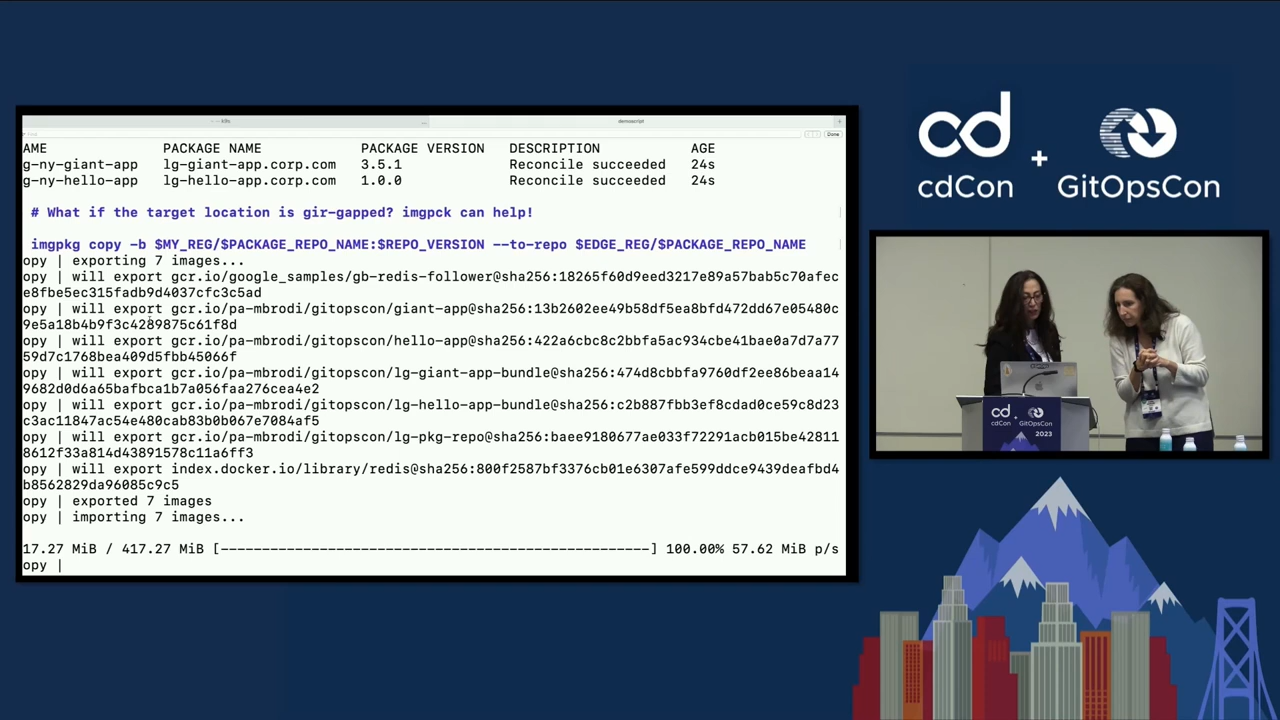 AME PACKAGE NAME PACKAGE VERSION DESCRIPTION AGE
g-ny-giant-app lg-giant-app.corp.com 3.5.1 Reconcile succeeded 24s
g-ny-hello-app lg-hello-app.corp.com 1.0.0 Reconcile succeeded 24s
# What if the target location is gir-gapped? imgpck can help!
imgpkg copy -b $MY_REG/$PACKAGE_REPO_NAME:$REPO_VERSION --to-repo $EDGE_REG/$PACKAGE_REPO_NAME
opy | exporting 7 images...
opy | will export gcr.io/google_samples/gb-redis-follower@sha256:18265f60d9eed3217e89a57bab5c70afec
e8fbe5ec315fadb9d4037cfc3c5ad
opy | will export gcr.io/pa-mbrodi/gitopscon/giant-app@sha256:13b2602ee49b58df5ea8bfd472dd67e05480c
9e5a18b4b9f3c4289875c61f8d
opy | will export gcr.io/pa-mbrodi/gitopscon/hello-app@sha256:422a6cbc8c2bbfa5ac934cbe41bae0a7d7a77
59d7c1768bea409d5fbb45066f
opy | will export gcr.io/pa-mbrodi/gitopscon/lg-giant-app-bundle@sha256:474d8cbbfa9760df2ee86beaa14
9682d0d6a65bafbca1b7a056faa276cea4e2
opy | will export gcr.io/pa-mbrodi/gitopscon/lg-hello-app-bundle@sha256:c2b887fbb3ef8cdad0ce59c8d23
c3ac11847ac54e480cab83b0b067e7084af5
opy | will export gcr.io/pa-mbrodi/gitopscon/lg-pkg-repo@sha256:baee9180677ae033f72291acb015be42811
8612f33a814d43891578c11a6ff3
opy | will export index.docker.io/library/redis@sha256:800f2587bf3376cb01e6307afe599ddce9439deafbd4
b8562829da96085c9c5
opy | exported 7 images
opy | importing 7 images...
17.27 MiB / 417.27 MiB [-----------------------------------------------------] 100.00% 57.62 MiB p/s
opy |
k8s
demoscript
Done
cd
cdCon
+
GitOpsCon
cd
+
cdCon
GitOpsCon
2023